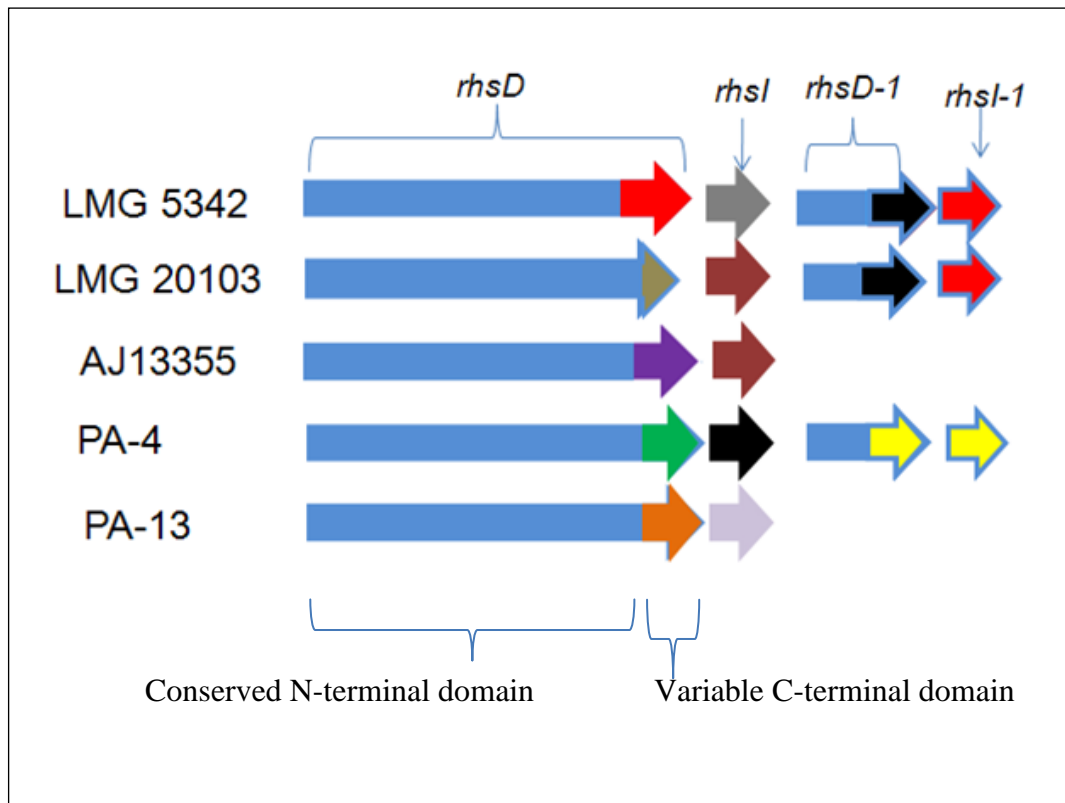 rhsD rhsI rhsD-1 rhsI-1
LMG 5342
LMG 20103
AJ13355
PA-4
PA-13
Conserved N-terminal domain Variable C-terminal domain